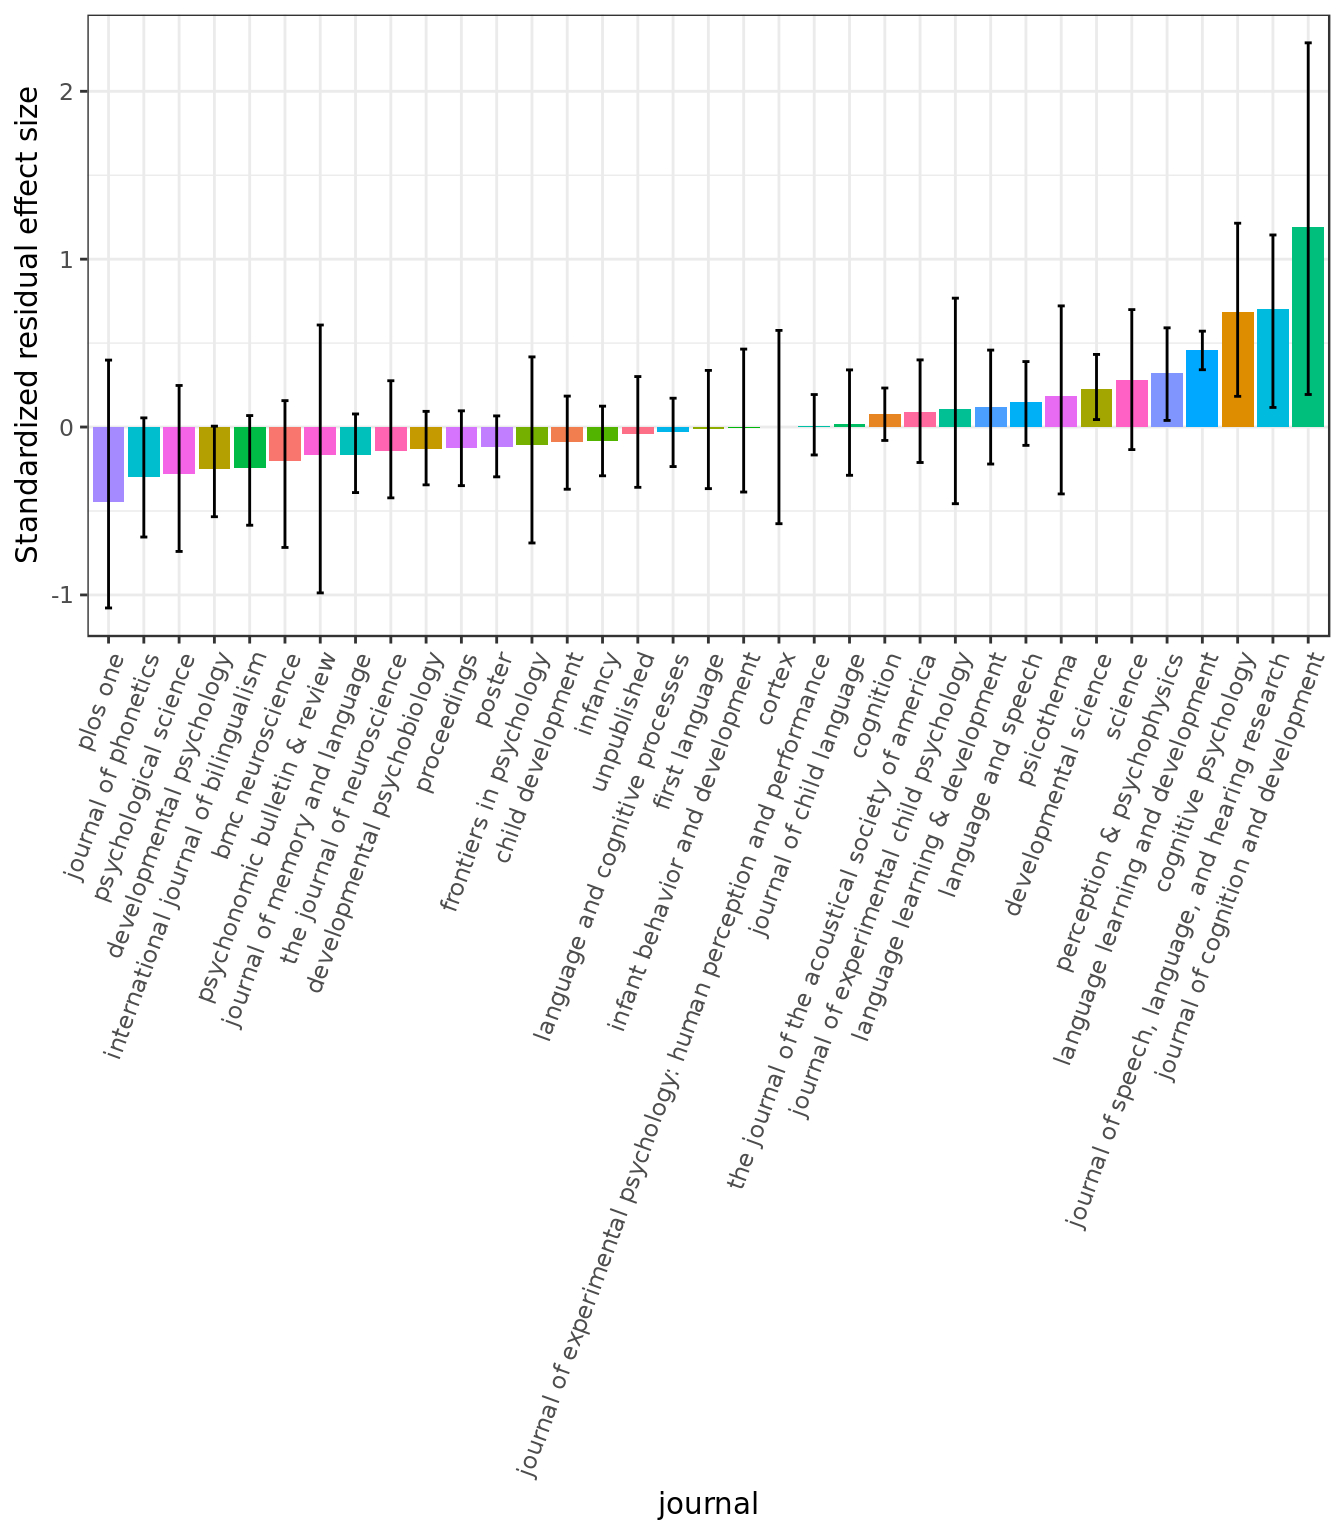 Standardized residual effect size
2
1
0
-1
plos one
journal of phonetics
psychological science
developmental psychology
international journal of bilingualism
bmc neuroscience
psychonomic bulletin & review
journal of memory and language
the journal of neuroscience
developmental psychobiology
proceedings
poster
frontiers in psychology
child development
infancy
unpublished
language and cognitive processes
first language
infant behavior and development
cortex
journal of experimental psychology: human perception and performance
journal of child language
cognition
the journal of the acoustical society of america
journal of experimental child psychology
language learning & development
language and speech
psicothema
developmental science
science
perception & psychophysics
language learning and development
cognitive psychology
journal of speech, language, and hearing research
journal of cognition and development
journal